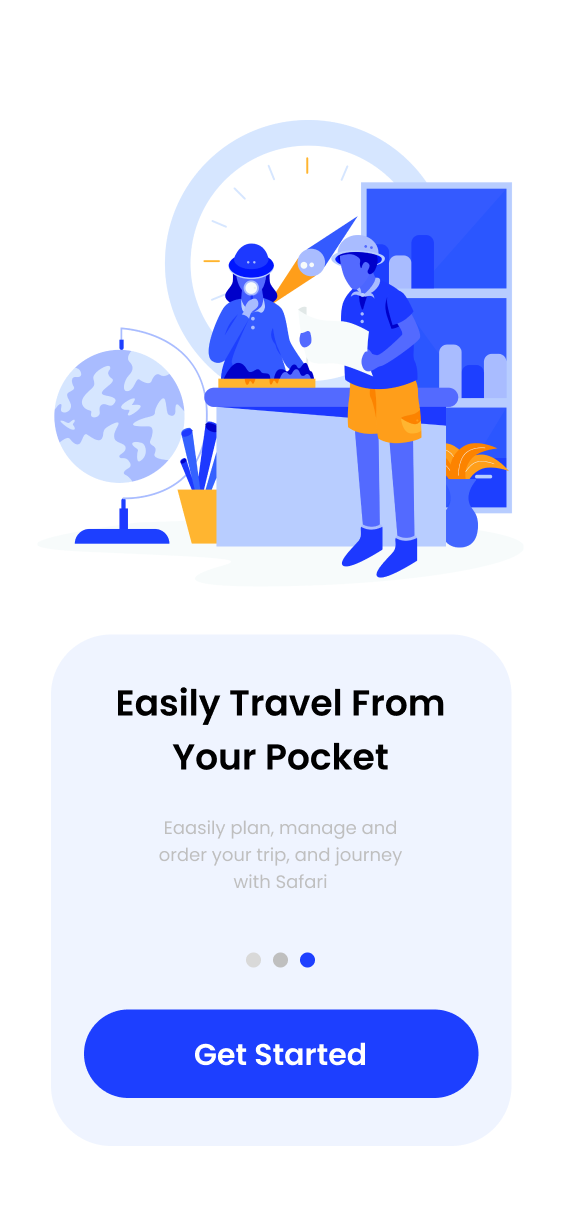 Easily Travel From
Your Pocket
Eaasily plan, manage and
order your trip, and journey
with Safari
Get Started